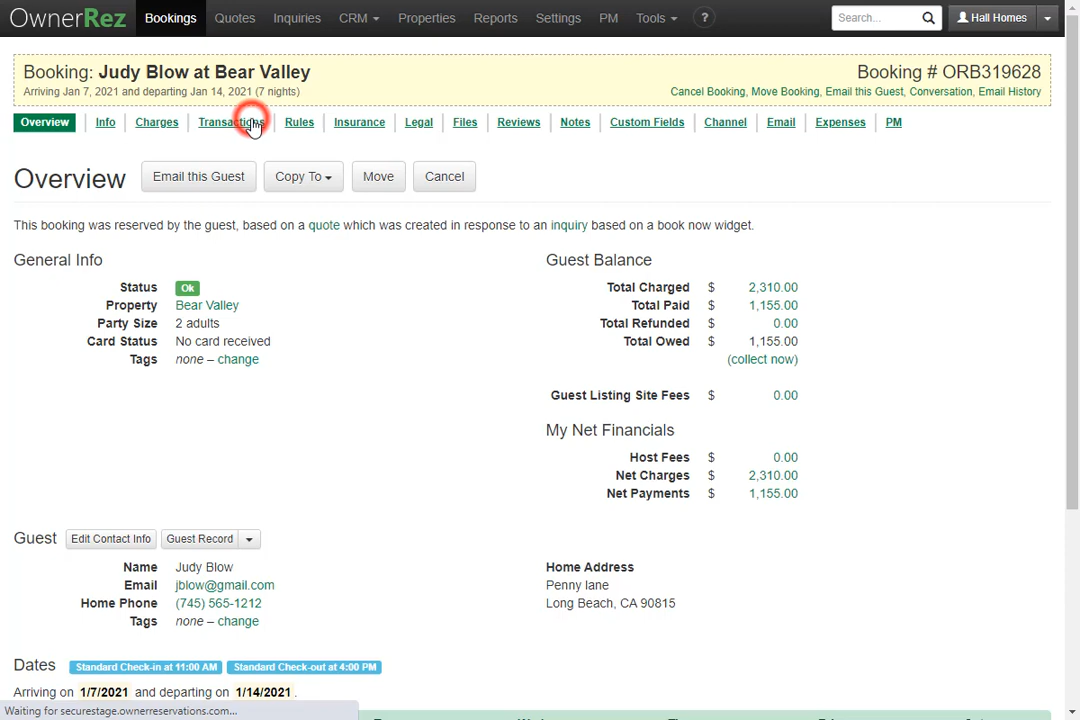 OwnerRez Bookings Quotes Inquiries CRM Properties Reports Settings PM Tools ? Search... Hall Homes
Booking: Judy Blow at Bear Valley Booking # ORB319628
Arriving Jan 7, 2021 and departing Jan 14, 2021 (7 nights) Cancel Booking, Move Booking, Email this Guest, Conversation, Email History
Overview Info Charges Transactions Rules Insurance Legal Files Reviews Notes Custom Fields Channel Email Expenses PM
Overview Email this Guest Copy To Move Cancel
This booking was reserved by the guest, based on a quote which was created in response to an inquiry based on a book now widget.
General Info Guest Balance
Status Ok Total Charged $ 2,310.00
Property Bear Valley Total Paid $ 1,155.00
Party Size 2 adults Total Refunded $ 0.00
Card Status No card received Total Owed $ 1,155.00
Tags none – change (collect now)
Guest Listing Site Fees $ 0.00
My Net Financials
Host Fees $ 0.00
Net Charges $ 2,310.00
Net Payments $ 1,155.00
Guest Edit Contact Info Guest Record
Name Judy Blow Home Address
Email jblow@gmail.com Penny lane
Home Phone (745) 565-1212 Long Beach, CA 90815
Tags none – change
Dates Standard Check-in at 11:00 AM Standard Check-out at 4:00 PM
Arriving on 1/7/2021 and departing on 1/14/2021 .
Waiting for securestage.ownerreservations.com...